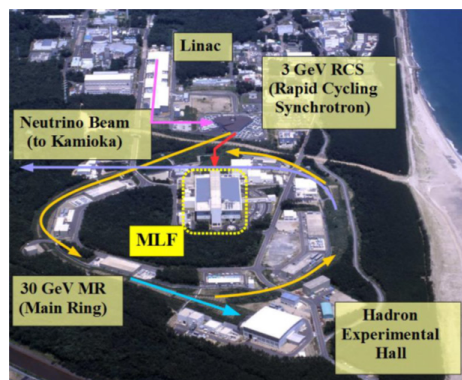 Linac
3 GeV RCS
(Rapid Cycling
Synchrotron)
Neutrino Beam
(to Kamioka)
MLF
30 GeV MR
(Main Ring)
Hadron
Experimental
Hall